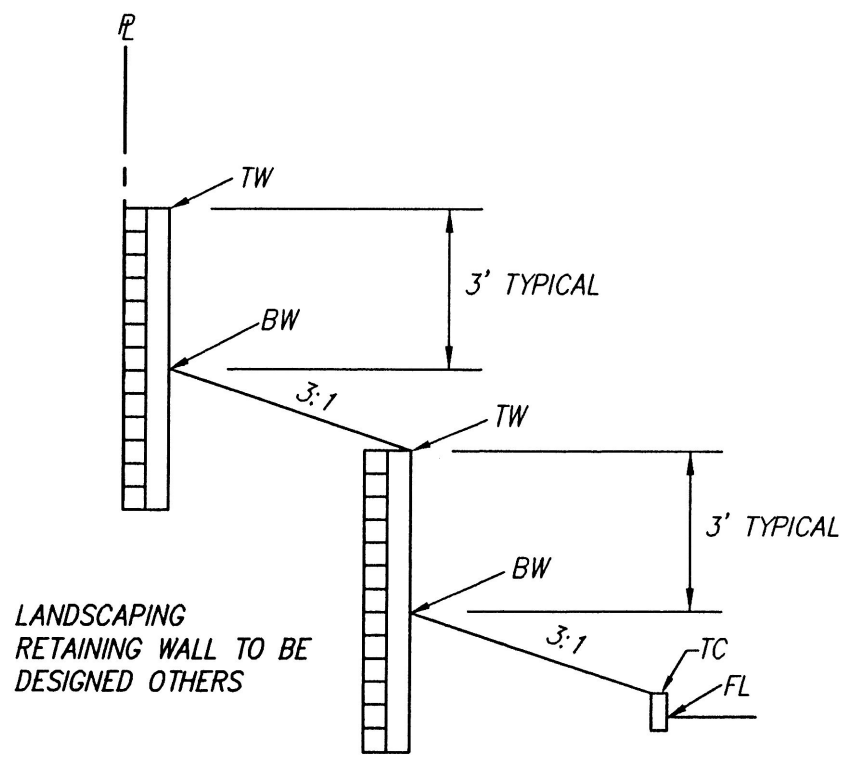 ℄
TW
3' TYPICAL
BW
3:1
TW
3' TYPICAL
BW
3:1
TC
FL
LANDSCAPING
RETAINING WALL TO BE
DESIGNED OTHERS